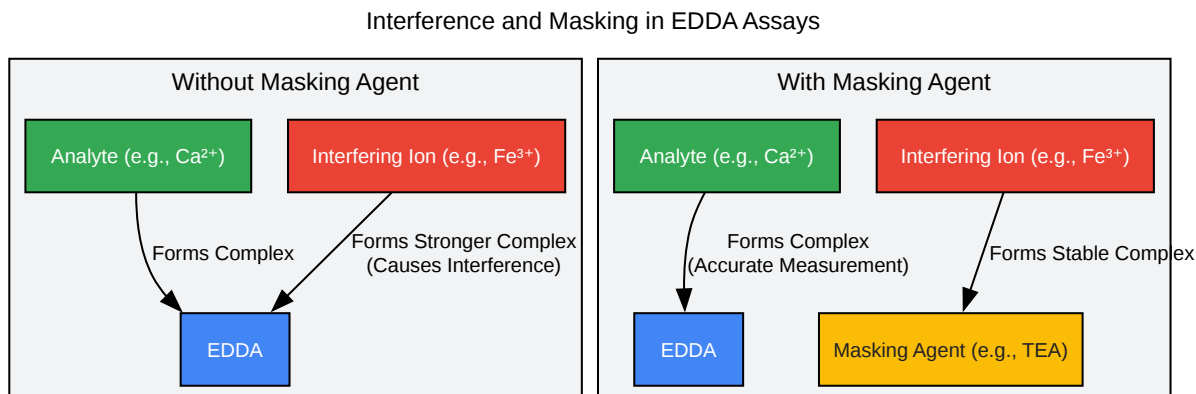 Interference and Masking in EDDA Assays
Without Masking Agent
Analyte (e.g., Ca²⁺)
Interfering Ion (e.g., Fe³⁺)
Forms Complex
Forms Stronger Complex
(Causes Interference)
EDDA
With Masking Agent
Analyte (e.g., Ca²⁺)
Interfering Ion (e.g., Fe³⁺)
Forms Complex
(Accurate Measurement)
Forms Stable Complex
EDDA
Masking Agent (e.g., TEA)